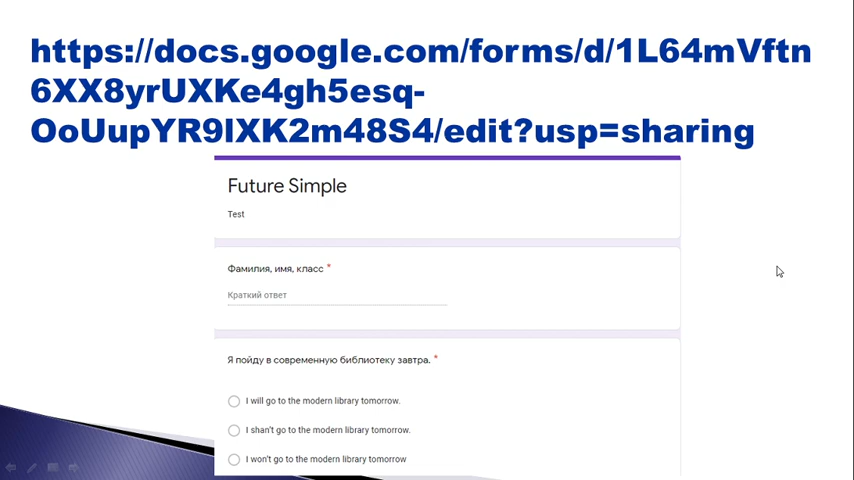 https://docs.google.com/forms/d/1L64mVftn
6XX8yrUXKe4gh5esq-
OoUupYR9IXK2m48S4/edit?usp=sharing
Future Simple
Test
Фамилия, имя, класс *
Краткий ответ
Я пойду в современную библиотеку завтра. *
I will go to the modern library tomorrow.
I shan't go to the modern library tomorrow.
I won't go to the modern library tomorrow